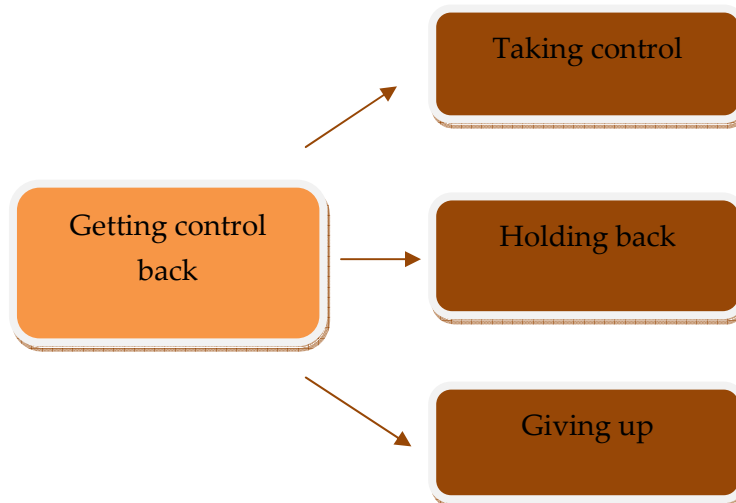 Taking control
Getting control
back
Holding back
Giving up